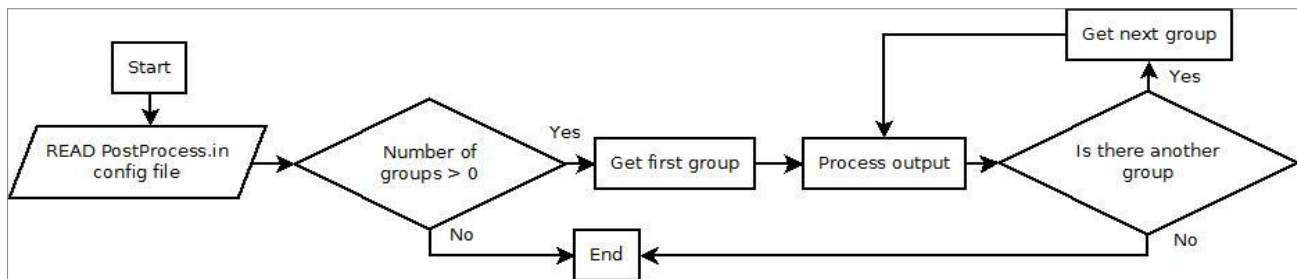 Start
READ PostProcess.in
config file
Number of
groups > 0
Yes
No
Get first group
Process output
Is there another
group
Yes
Get next group
No
End